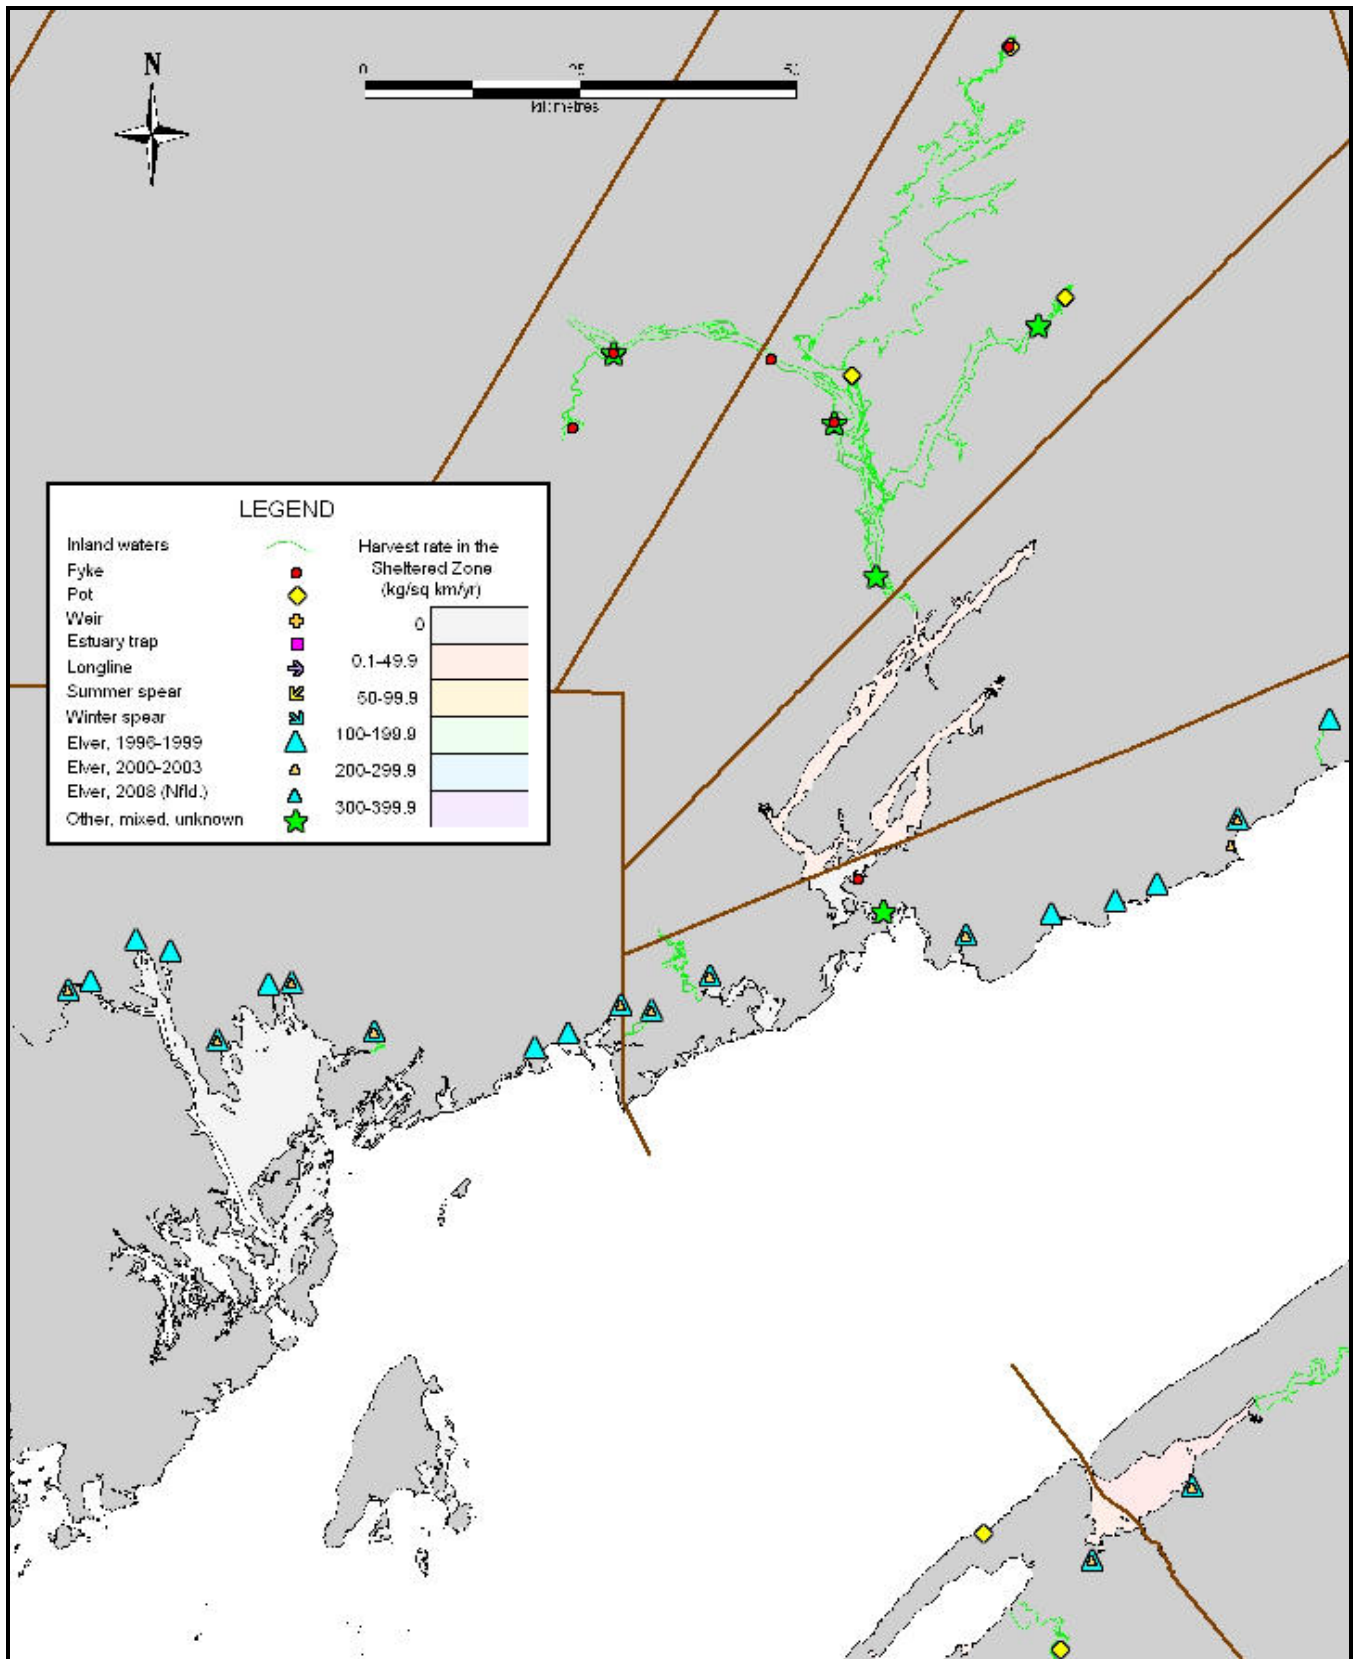 N
0 25 50
kilometres
LEGEND
Inland waters
Fyke
Pot
Weir
Estuary trap
Longline
Summer spear
Winter spear
Elver, 1996-1999
Elver, 2000-2003
Elver, 2008 (Nfld.)
Other, mixed, unknown
Harvest rate in the
Sheltered Zone
(kg/sq km/yr)
0
0.1-49.9
50-99.9
100-199.9
200-299.9
300-399.9